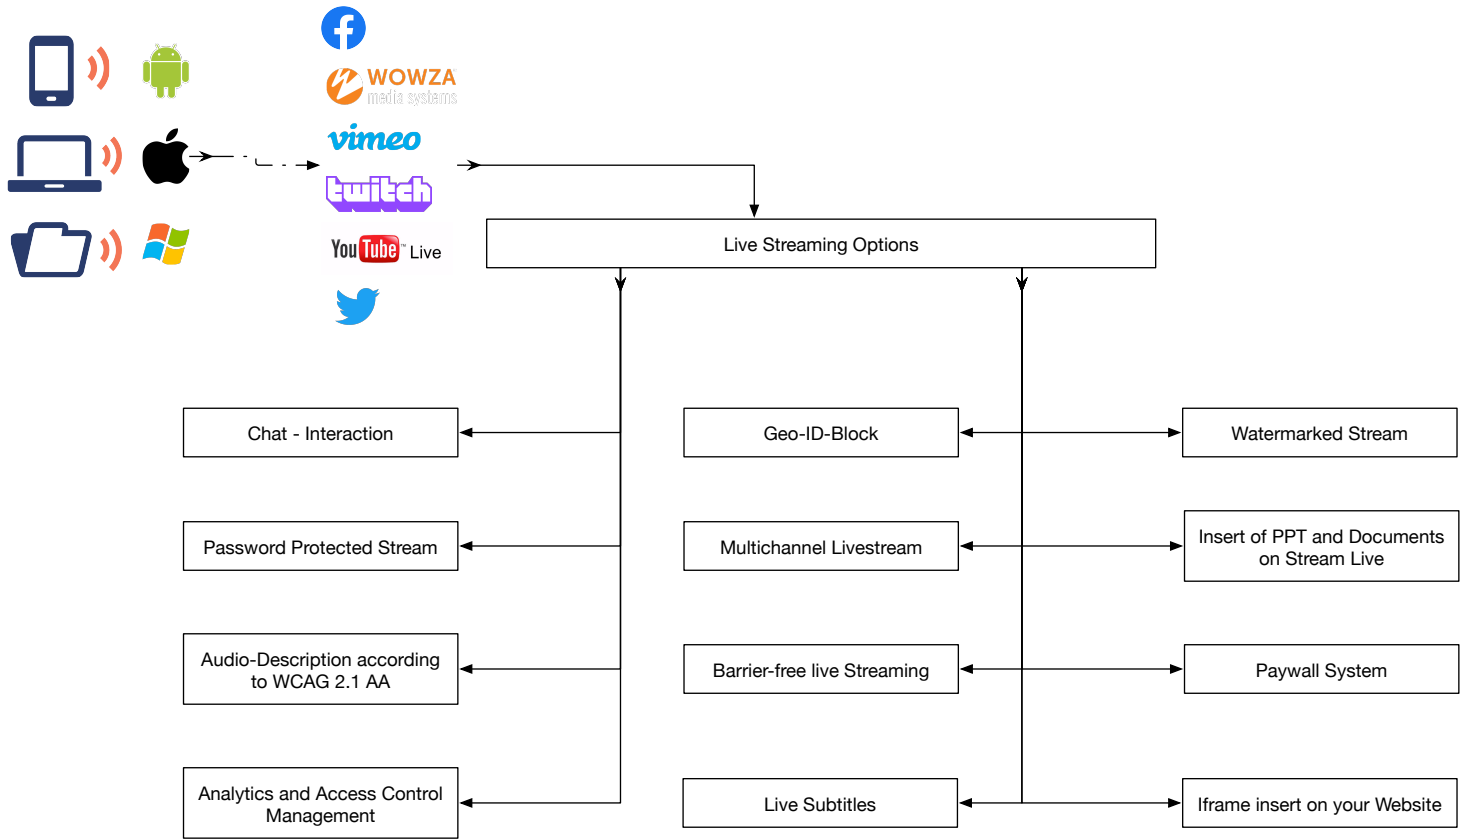 WOWZA
media systems
vimeo
twitch
YouTube™ Live
Live Streaming Options
Chat - Interaction
Geo-ID-Block
Watermarked Stream
Password Protected Stream
Multichannel Livestream
Insert of PPT and Documents
on Stream Live
Audio-Description according
to WCAG 2.1 AA
Barrier-free live Streaming
Paywall System
Analytics and Access Control
Management
Live Subtitles
Iframe insert on your Website